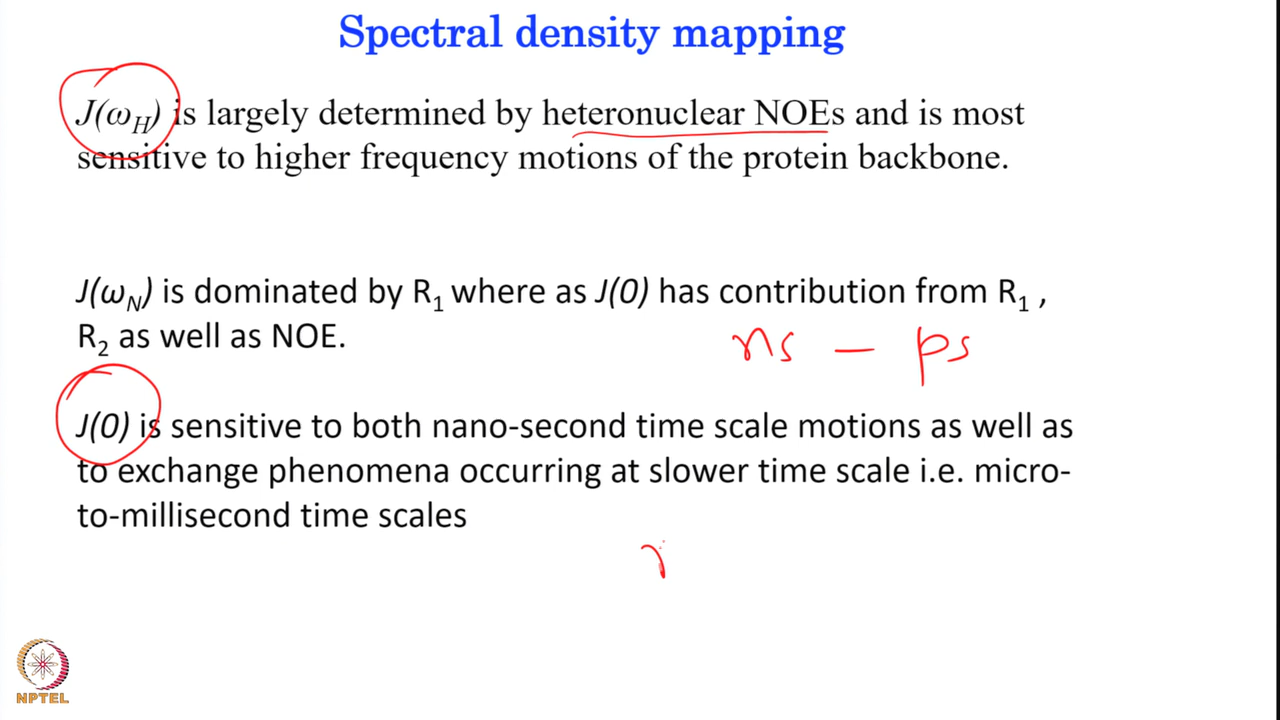 Spectral density mapping
J(ω_H) is largely determined by heteronuclear NOEs and is most
sensitive to higher frequency motions of the protein backbone.
J(ω_N) is dominated by R₁ where as J(0) has contribution from R₁ ,
R₂ as well as NOE.
ns – ps
J(0) is sensitive to both nano-second time scale motions as well as
to exchange phenomena occurring at slower time scale i.e. micro-
to-millisecond time scales
NPTEL